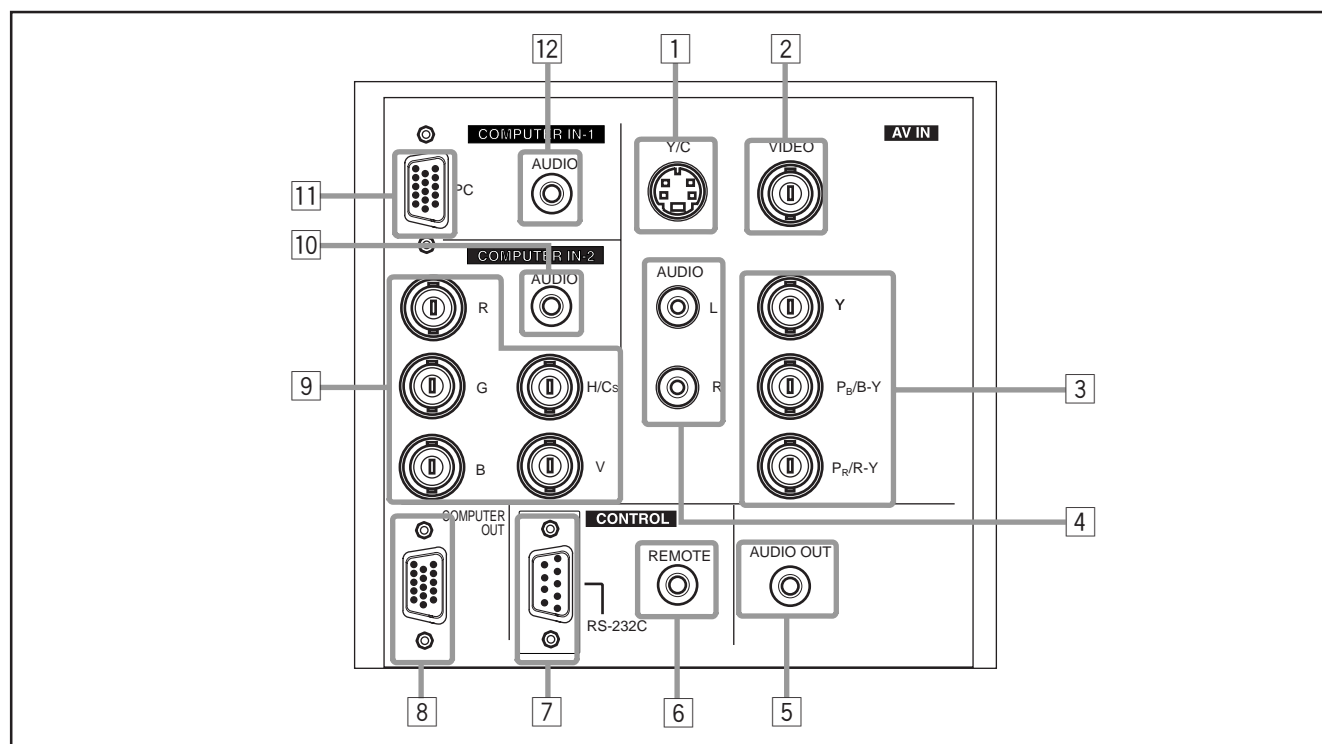 12
1
2
COMPUTER IN-1
AV IN
AUDIO
Y/C
VIDEO
11
PC
10
COMPUTER IN-2
AUDIO
AUDIO
R
L
Y
9
G
H/Cs
R
PB/B-Y
3
B
V
PR/R-Y
4
COMPUTER
OUT
CONTROL
REMOTE
AUDIO OUT
RS-232C
8
7
6
5